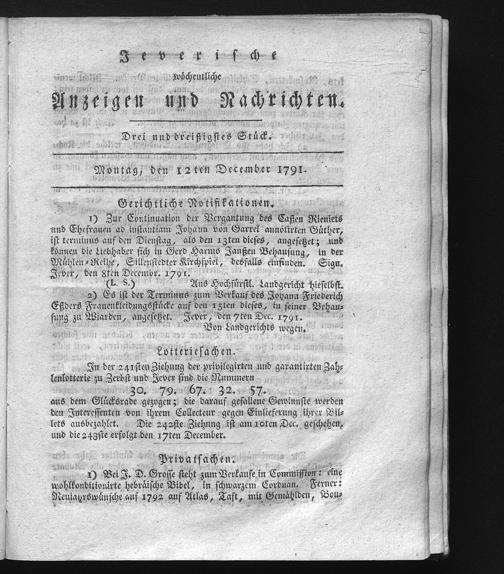 Jeverische
wöchentliche
Anzeigen und Nachrichten.
Drei und dreißigstes Stück.
Montag, den 12ten December 1791.
Gerichtliche Notifikationen.
1) Zur Continuation der Vergantung des Casten Riemets
und Ehefrauen ad instantiam Johann von Garrel annotirten Güther,
ist terminus auf den Dienstag, als den 13ten dieses, angesetzet; und
können die Liebhaber sich in Gerd Harms Janßen Behausung, in der
Mühlen-Reihe, Sillenstedter Kirchspiel, desfalls einfinden. Sign.
Jever, den 8ten Decembr. 1791.
(L. S.) Aus Hochfürstl. Landgericht hieselbst.
2) Es ist der Terminus zum Verkauf des Johann Friederich
Eßders Frauenkleidungsstücke auf den 15ten dieses, in seiner Behau-
sung zu Wiarden, angesetzet. Jever, den 7ten Dec. 1791.
Von Landgerichts wegen.
Lotteriesachen.
In der 241sten Ziehung der privilegirten und garantirten Zah-
lenlotterie zu Zerbst und Jever sind die Nummern
30. 79. 67. 32. 57.
aus dem Glücksrade gezogen; die darauf gefallene Gewinnste werden
den Interessenten von ihrem Collecteur gegen Einlieferung ihrer Bil-
lets ausbezahlt. Die 242ste Ziehung ist am 10ten Dec. geschehen,
und die 243ste erfolgt den 17ten December.
Privatsachen.
1) Bei J. D. Grosse steht zum Verkaufe in Commission: eine
wohlkonditionirte hebräische Bibel, in schwarzem Corduan. Ferner:
Neujahrswünsche auf 1792 auf Atlas, Taft, mit Gemählden, Bou-